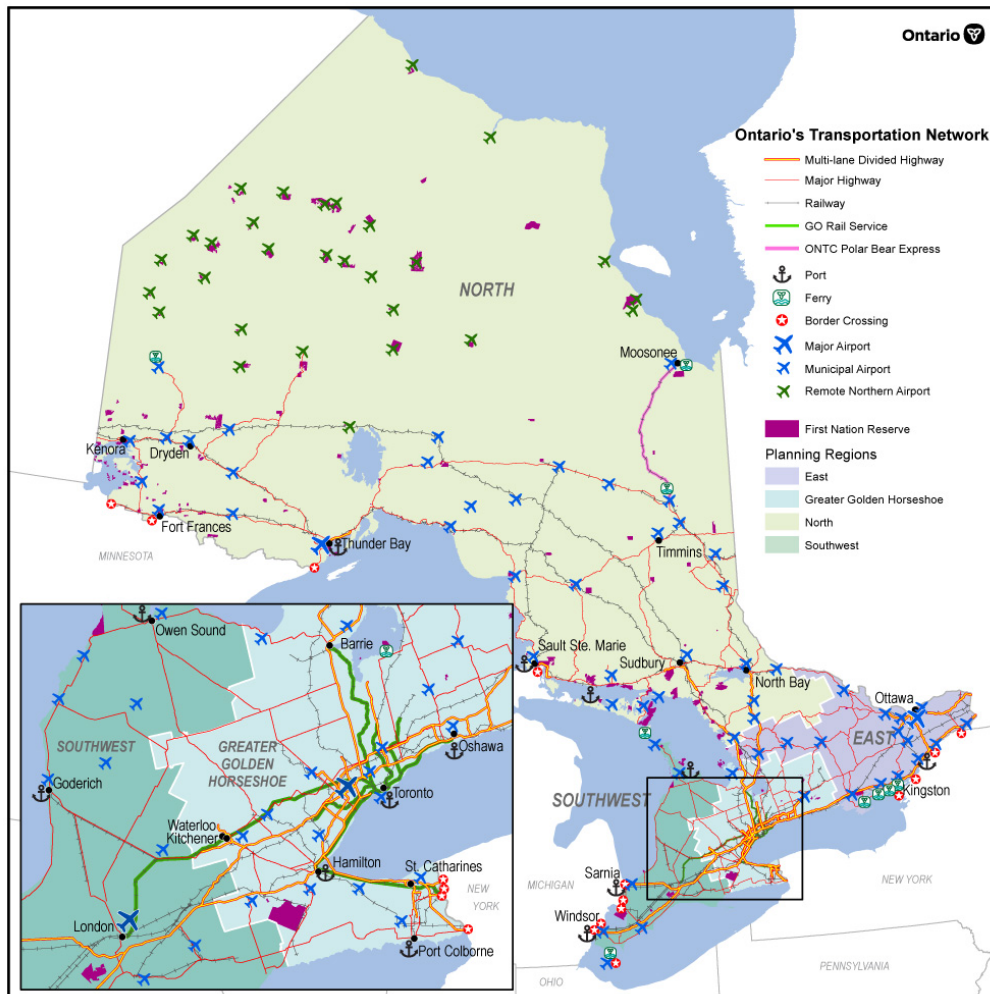 Ontario
Ontario's Transportation Network
Multi-lane Divided Highway
Major Highway
Railway
GO Rail Service
ONTC Polar Bear Express
Port
Ferry
Border Crossing
Major Airport
Municipal Airport
Remote Northern Airport
First Nation Reserve
Planning Regions
East
Greater Golden Horseshoe
North
Southwest
NORTH
Moosonee
Kenora
Dryden
Fort Frances
Thunder Bay
MINNESOTA
Timmins
Sault Ste. Marie
Sudbury
North Bay
Ottawa
EAST
Kingston
SOUTHWEST
Sarnia
MICHIGAN
NEW YORK
Windsor
OHIO
PENNSYLVANIA
Owen Sound
Barrie
SOUTHWEST
GREATER
GOLDEN
HORSESHOE
Oshawa
Goderich
Toronto
Waterloo
Kitchener
Hamilton
St. Catharines
NEW
YORK
London
Port Colborne